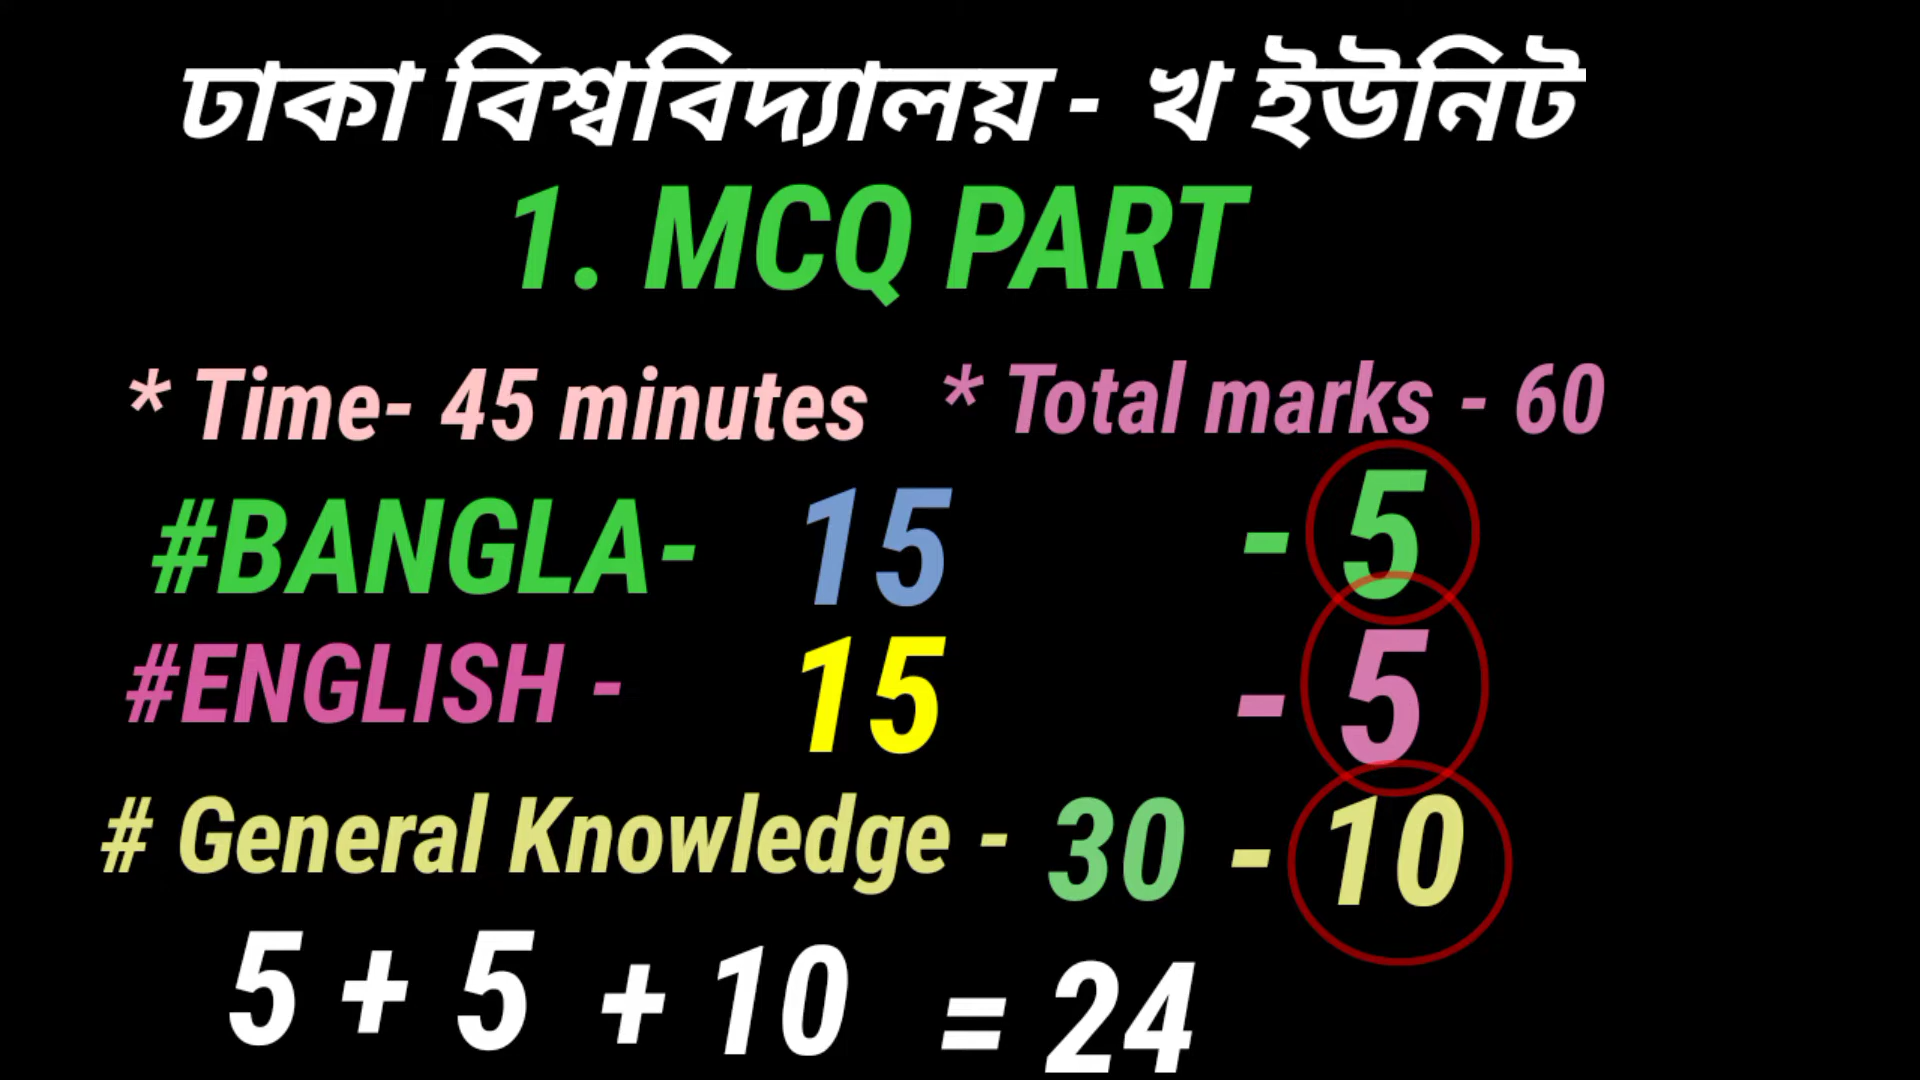 ঢাকা বিশ্ববিদ্যালয় - খ ইউনিট
1. MCQ PART
* Time- 45 minutes * Total marks - 60
#BANGLA- 15 - 5
#ENGLISH - 15 - 5
# General Knowledge - 30 - 10
5 + 5 + 10 = 24